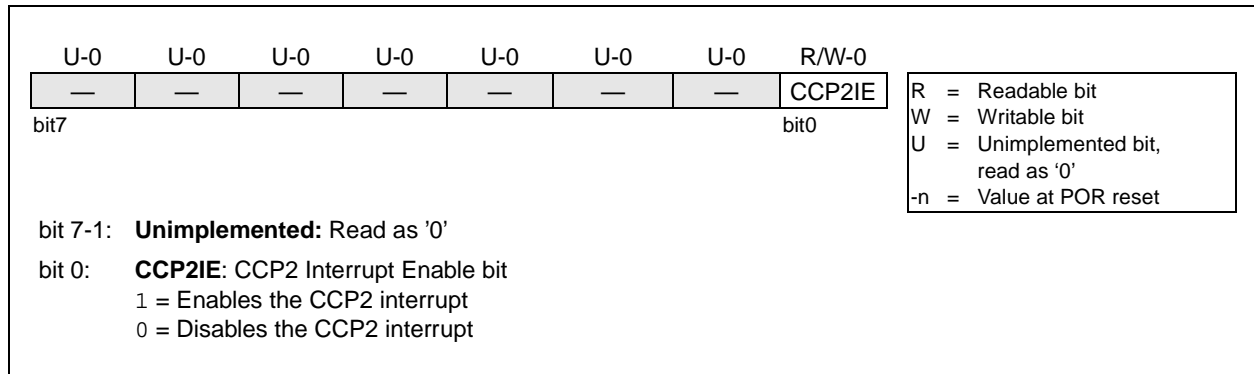 U-0 U-0 U-0 U-0 U-0 U-0 U-0 R/W-0
— — — — — — — CCP2IE
bit7 bit0
R = Readable bit
W = Writable bit
U = Unimplemented bit,
read as ‘0’
-n = Value at POR reset
bit 7-1: Unimplemented: Read as '0'
bit 0: CCP2IE: CCP2 Interrupt Enable bit
1 = Enables the CCP2 interrupt
0 = Disables the CCP2 interrupt